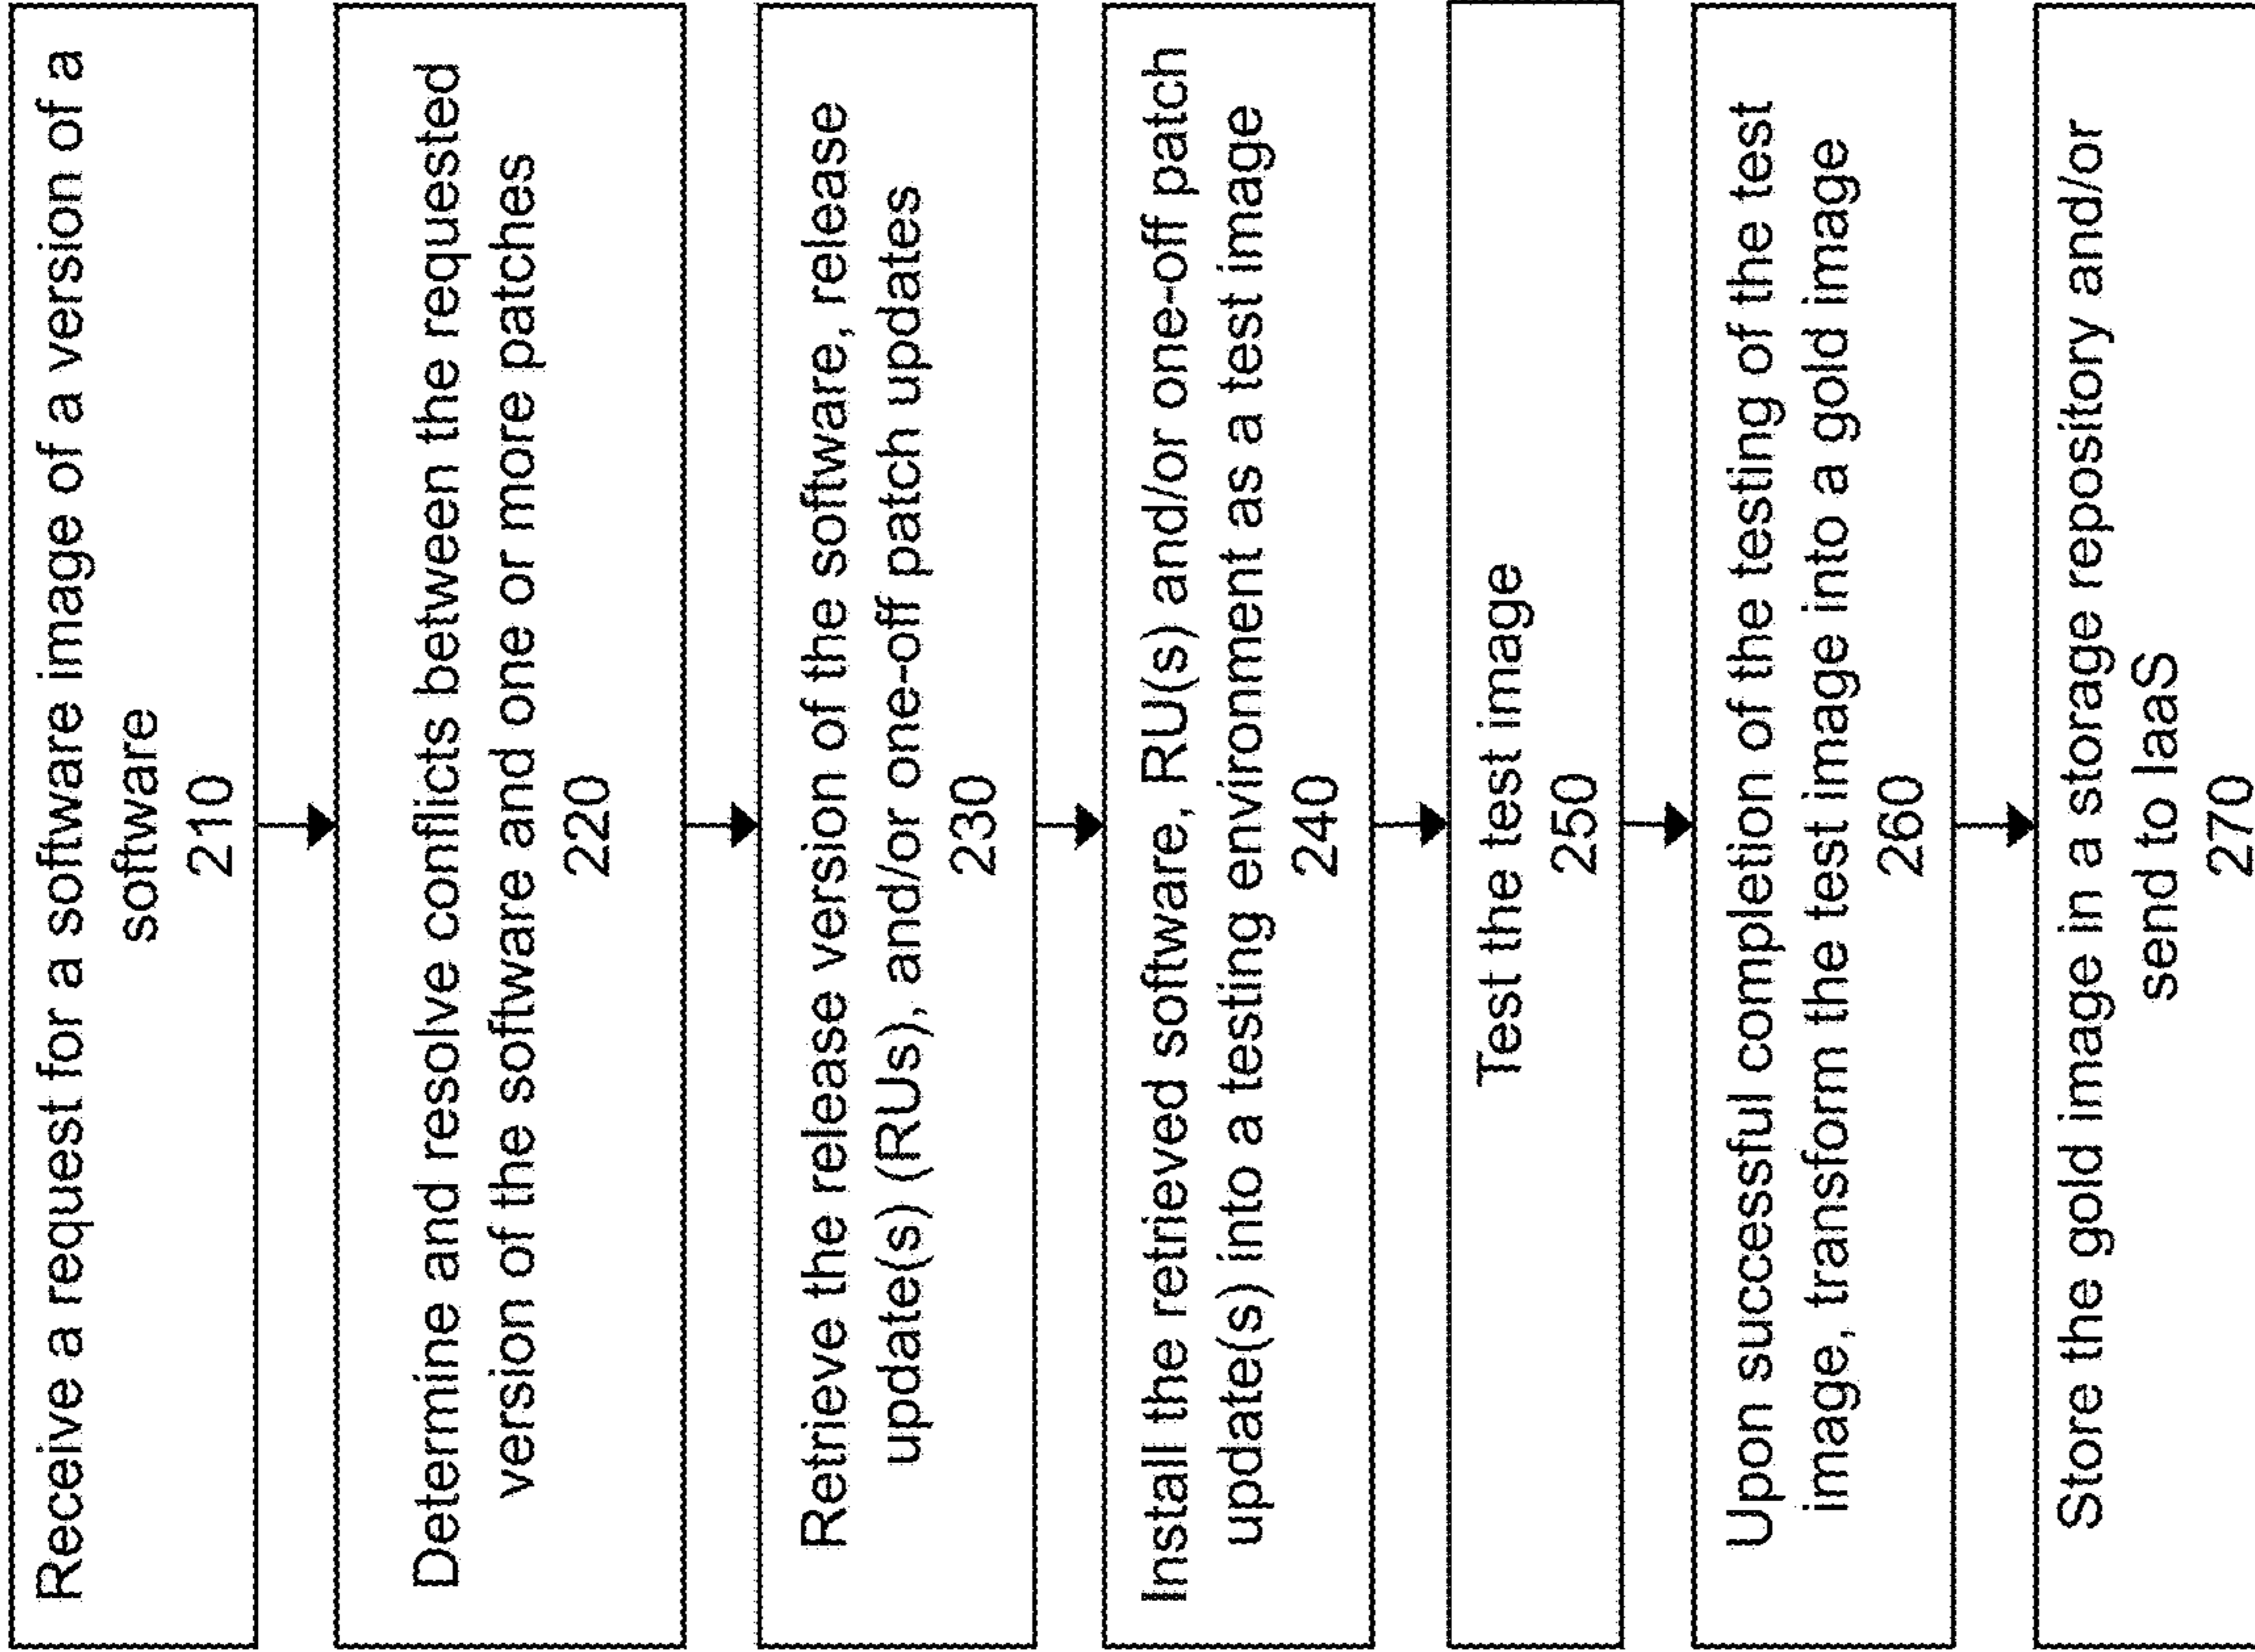 Receive a request for a software image of a version of a
software
210
Determine and resolve conflicts between the requested
version of the software and one or more patches
220
Retrieve the release version of the software, release
update(s) (RUs), and/or one-off patch updates
230
Install the retrieved software, RU(s) and/or one-off patch
update(s) into a testing environment as a test image
240
Test the test image
250
Upon successful completion of the testing of the test
image, transform the test image into a gold image
260
Store the gold image in a storage repository and/or
send to IaaS
270